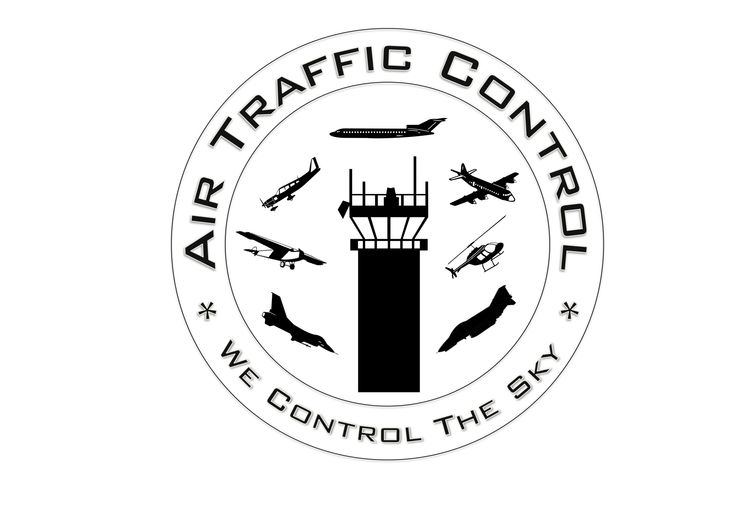 Air Traffic Control
* We Control The Sky *